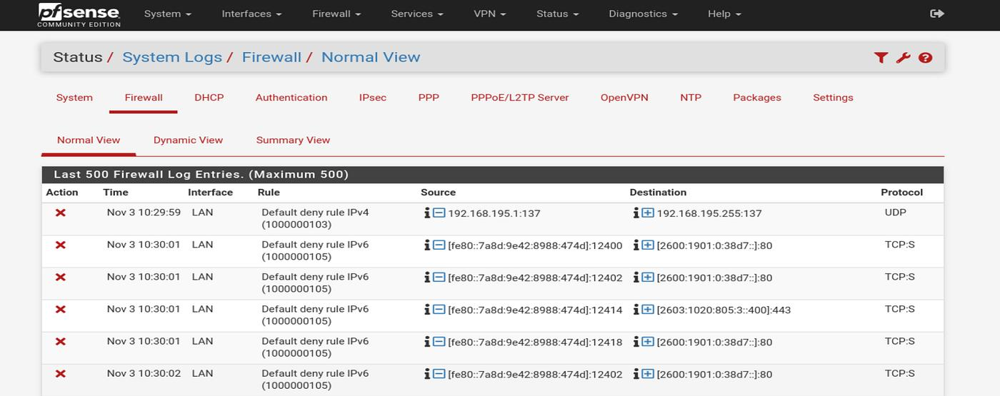 pfsense System Interfaces Firewall Services VPN Status Diagnostics Help
COMMUNITY EDITION
Status / System Logs / Firewall / Normal View
System Firewall DHCP Authentication IPsec PPP PPPoE/L2TP Server OpenVPN NTP Packages Settings
Normal View Dynamic View Summary View
Last 500 Firewall Log Entries. (Maximum 500)
Action Time Interface Rule Source Destination Protocol
Nov 3 10:29:59 LAN Default deny rule IPv4 192.168.195.1:137 192.168.195.255:137 UDP
(1000000103)
Nov 3 10:30:01 LAN Default deny rule IPv6 [fe80::7a8d:9e42:8988:474d]:12400 [2600:1901:0:38d7::]:80 TCP:S
(1000000105)
Nov 3 10:30:01 LAN Default deny rule IPv6 [fe80::7a8d:9e42:8988:474d]:12402 [2600:1901:0:38d7::]:80 TCP:S
(1000000105)
Nov 3 10:30:01 LAN Default deny rule IPv6 [fe80::7a8d:9e42:8988:474d]:12414 [2603:1020:805:3::400]:443 TCP:S
(1000000105)
Nov 3 10:30:01 LAN Default deny rule IPv6 [fe80::7a8d:9e42:8988:474d]:12418 [2600:1901:0:38d7::]:80 TCP:S
(1000000105)
Nov 3 10:30:02 LAN Default deny rule IPv6 [fe80::7a8d:9e42:8988:474d]:12402 [2600:1901:0:38d7::]:80 TCP:S
(1000000105)